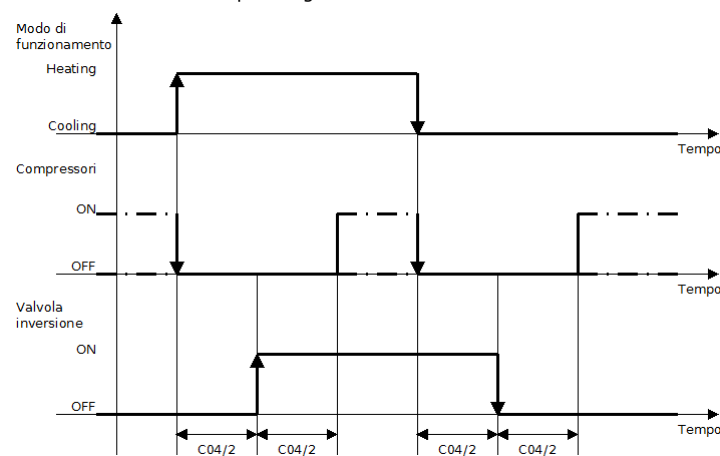 Modo di
funzionamento
Heating
Cooling
Tempo
Compressori
ON
OFF
Tempo
Valvola
inversione
ON
OFF
Tempo
C04/2 C04/2 C04/2 C04/2